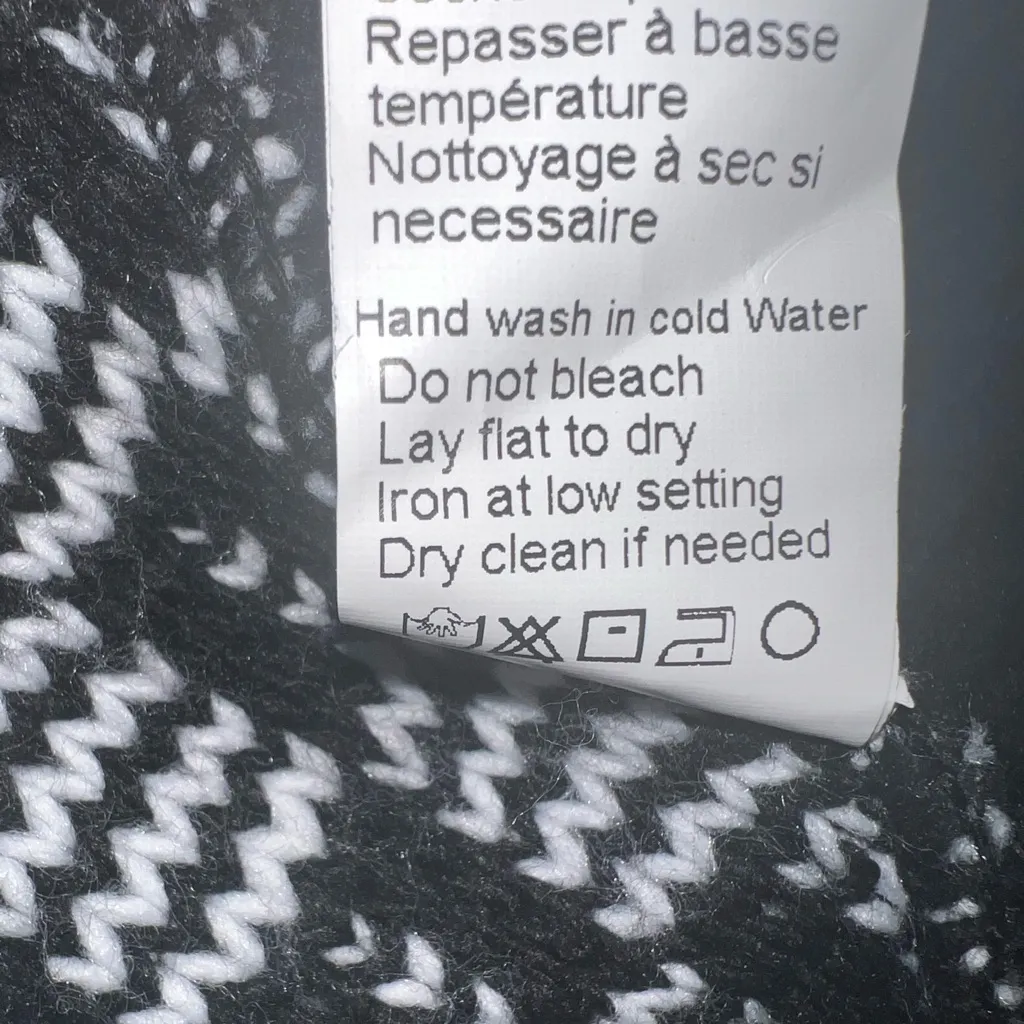 Repasser à basse
température
Nottoyage à sec si
necessaire
Hand wash in cold Water
Do not bleach
Lay flat to dry
Iron at low setting
Dry clean if needed